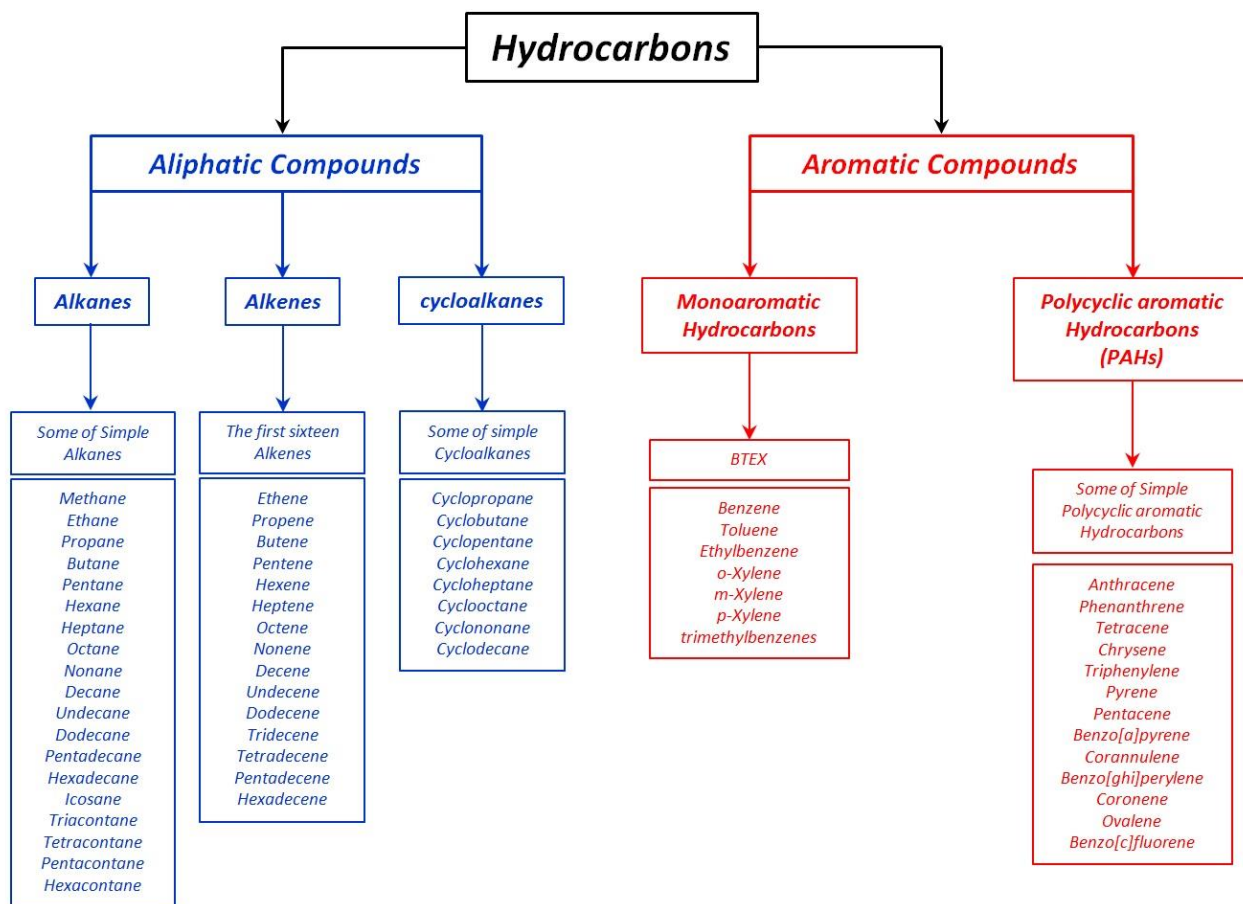 Hydrocarbons
Aliphatic Compounds
Aromatic Compounds
Alkanes
Alkenes
cycloalkanes
Monoaromatic
Hydrocarbons
Polycyclic aromatic
Hydrocarbons
(PAHs)
Some of Simple
Alkanes
Methane
Ethane
Propane
Butane
Pentane
Hexane
Heptane
Octane
Nonane
Decane
Undecane
Dodecane
Pentadecane
Hexadecane
Icosane
Triacontane
Tetracontane
Pentacontane
Hexacontane
The first sixteen
Alkenes
Ethene
Propene
Butene
Pentene
Hexene
Heptene
Octene
Nonene
Decene
Undecene
Dodecene
Tridecene
Tetradecene
Pentadecene
Hexadecene
Some of simple
Cycloalkanes
Cyclopropane
Cyclobutane
Cyclopentane
Cyclohexane
Cycloheptane
Cyclooctane
Cyclononane
Cyclodecane
BTEX
Benzene
Toluene
Ethylbenzene
o-Xylene
m-Xylene
p-Xylene
trimethylbenzenes
Some of Simple
Polycyclic aromatic
Hydrocarbons
Anthracene
Phenanthrene
Tetracene
Chrysene
Triphenylene
Pyrene
Pentacene
Benzo[a]pyrene
Corannulene
Benzo[ghi]perylene
Coronene
Ovalene
Benzo[c]fluorene